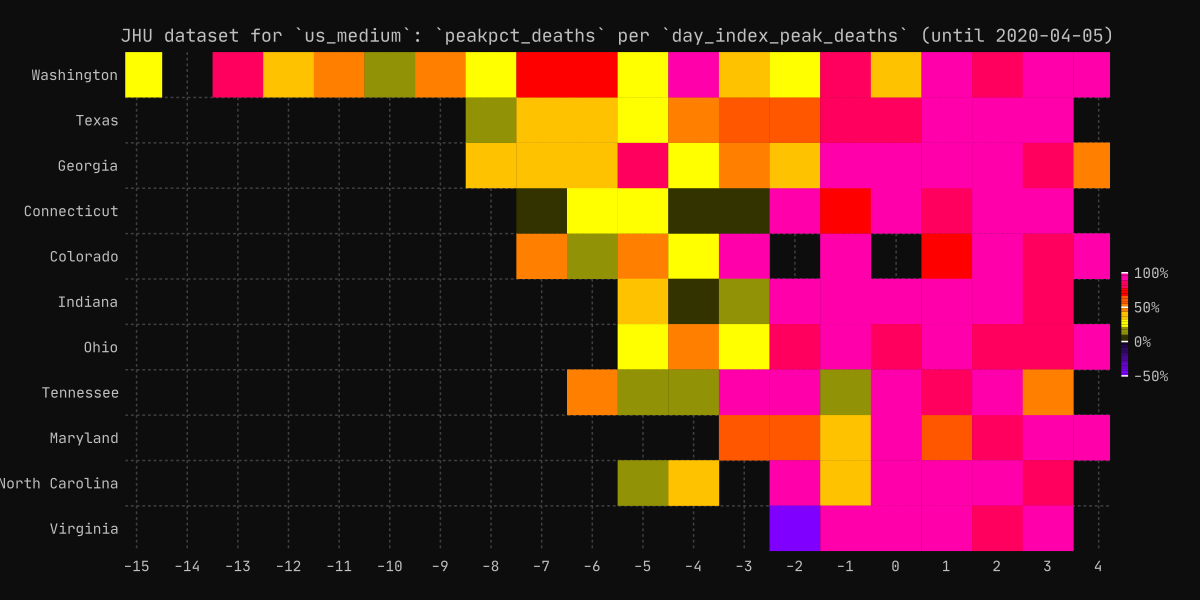 JHU dataset for `us_medium`: `peakpct_deaths` per `day_index_peak_deaths` (until 2020-04-05)
Washington
Texas
Georgia
Connecticut
Colorado
Indiana
Ohio
Tennessee
Maryland
North Carolina
Virginia
100%
50%
0%
-50%
-15 -14 -13 -12 -11 -10 -9 -8 -7 -6 -5 -4 -3 -2 -1 0 1 2 3 4